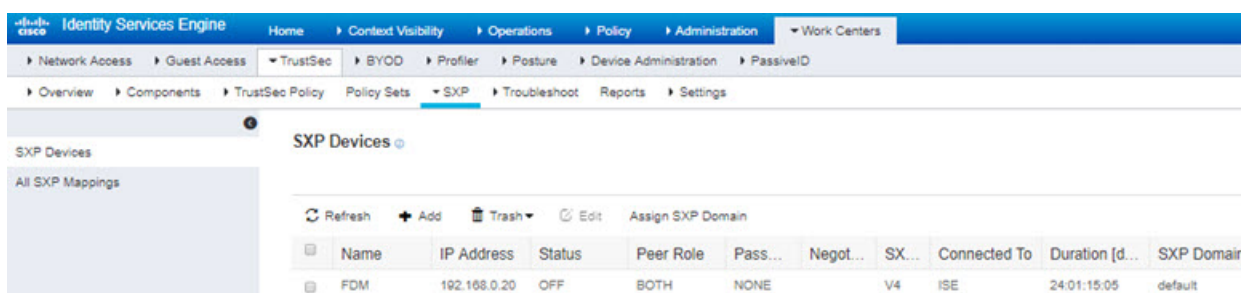 cisco Identity Services Engine Home Context Visibility Operations Policy Administration Work Centers
Network Access Guest Access TrustSec BYOD Profiler Posture Device Administration PassiveID
Overview Components TrustSec Policy Policy Sets SXP Troubleshoot Reports Settings
SXP Devices
All SXP Mappings
SXP Devices
Refresh Add Trash Edit Assign SXP Domain
Name IP Address Status Peer Role Pass... Negot... SX... Connected To Duration [d... SXP Domain
FDM 192.168.0.20 OFF BOTH NONE V4 ISE 24:01:15:05 default